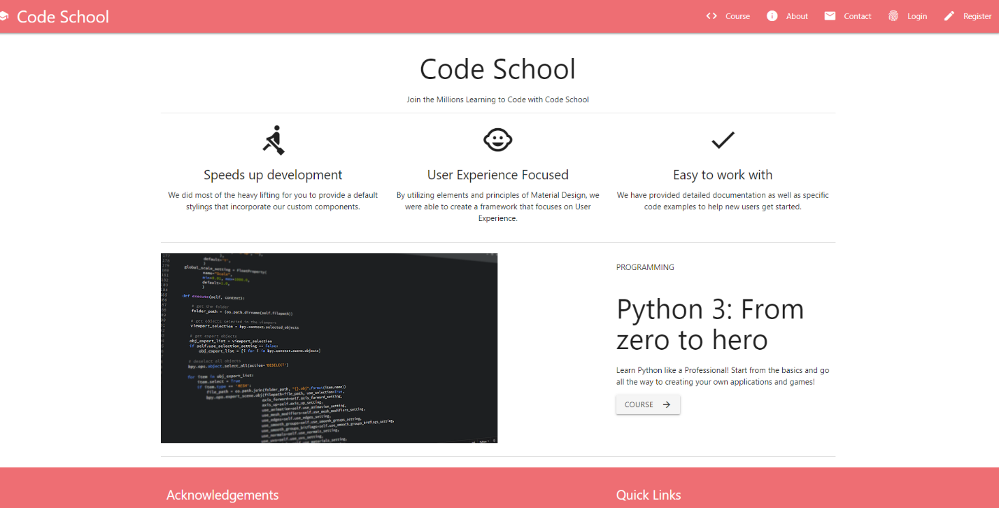 Code School
Course
About
Contact
Login
Register
Code School
Join the Millions Learning to Code with Code School
Speeds up development
We did most of the heavy lifting for you to provide a default
stylings that incorporate our custom components.
User Experience Focused
By utilizing elements and principles of Material Design, we
were able to create a framework that focuses on User
Experience.
Easy to work with
We have provided detailed documentation as well as specific
code examples to help new users get started.
default="",
)
global_scale_setting = FloatProperty(
name="Scale",
min=0.01, max=1000.0,
default=1.0,
)
def execute(self, context):
# get the folder
folder_path = (os.path.dirname(self.filepath))
# get objects selected in the viewport
viewport_selection = bpy.context.selected_objects
# get export objects
obj_export_list = viewport_selection
if self.use_selection_setting == False:
obj_export_list = [i for i in bpy.context.scene.objects]
# deselect all objects
bpy.ops.object.select_all(action='DESELECT')
for item in obj_export_list:
item.select = True
if item.type == 'MESH':
file_path = os.path.join(folder_path, "{}.obj".format(item.name))
bpy.ops.export_scene.obj(filepath=file_path, use_selection=True,
axis_forward=self.axis_forward_setting,
axis_up=self.axis_up_setting,
use_animation=self.use_animation_setting,
use_mesh_modifiers=self.use_mesh_modifiers_setting,
use_edges=self.use_edges_setting,
use_smooth_groups=self.use_smooth_groups_setting,
use_smooth_groups_bitflags=self.use_smooth_groups_bitflags_setting,
use_normals=self.use_normals_setting,
use_uvs=self.use_uvs_setting,
PROGRAMMING
Python 3: From
zero to hero
Learn Python like a Professional! Start from the basics and go
all the way to creating your own applications and games!
COURSE
Acknowledgements
Quick Links